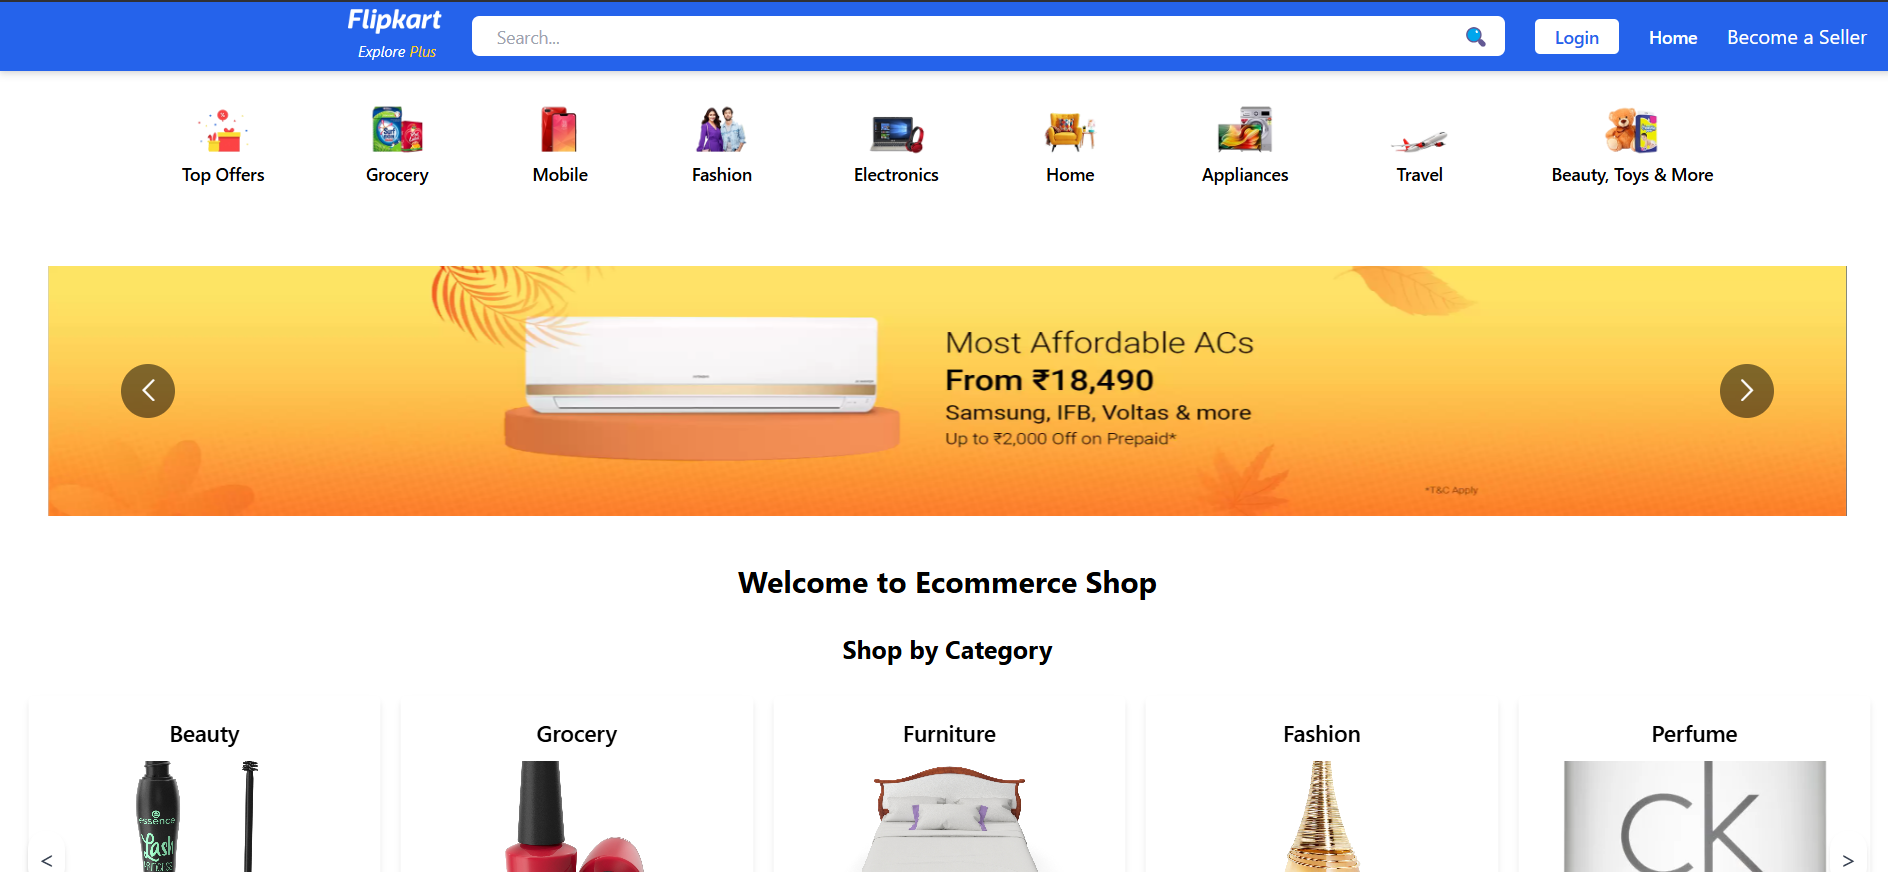 Flipkart
Explore Plus
Search...
Login
Home
Become a Seller
Top Offers
Grocery
Mobile
Fashion
Electronics
Home
Appliances
Travel
Beauty, Toys & More
Most Affordable ACs
From ₹18,490
Samsung, IFB, Voltas & more
Up to ₹2,000 Off on Prepaid*
*T&C Apply
Welcome to Ecommerce Shop
Shop by Category
Beauty
Grocery
Furniture
Fashion
Perfume
essence
Lash
ck
<
>